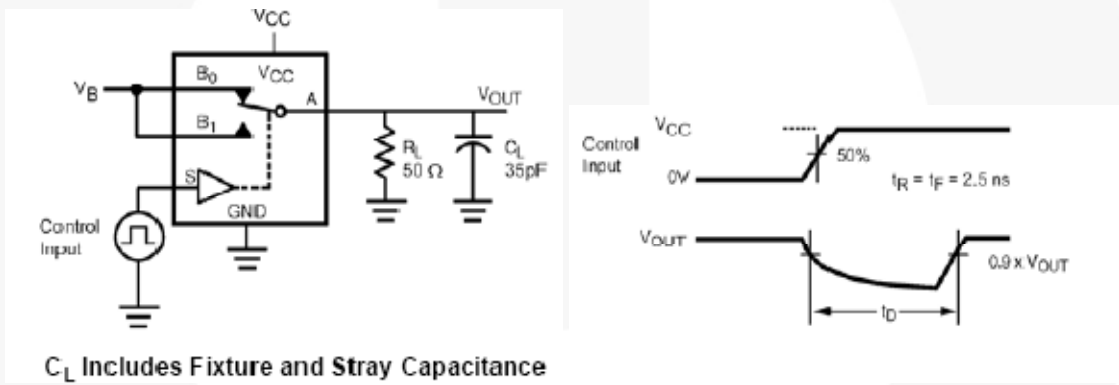 VCC
VCC
B0
VB
A
VOUT
B1
RL
50 Ω
CL
35pF
S
GND
Control
Input
CL Includes Fixture and Stray Capacitance
Control
Input
VCC
50%
0V
tR = tF = 2.5 ns
VOUT
0.9 x VOUT
tD